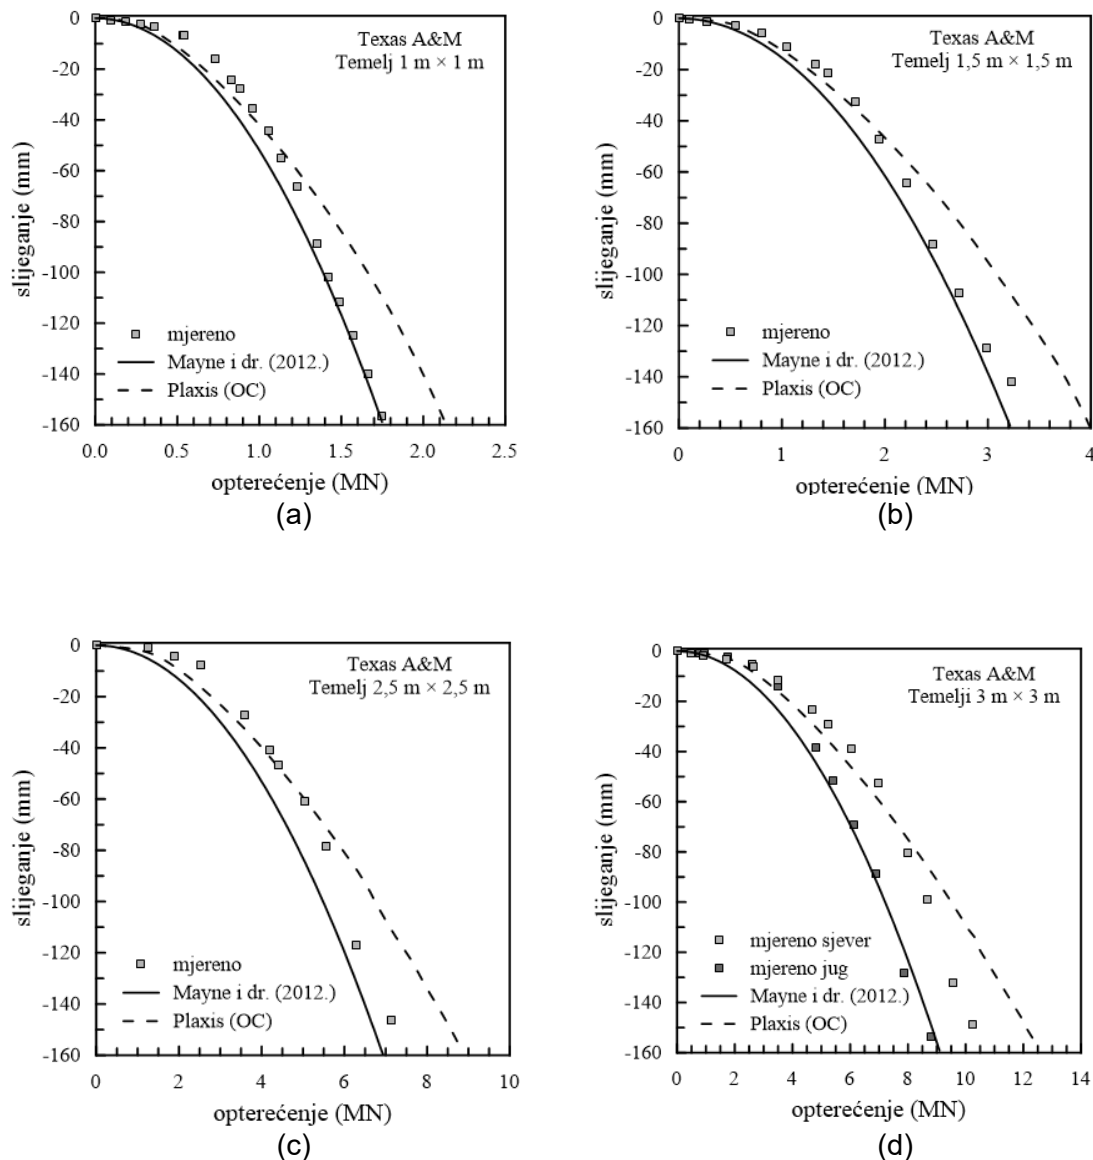 Texas A&M
Temelj 1 m × 1 m
slijeganje (mm)
0
-20
-40
-60
-80
-100
-120
-140
-160
mjereno
Mayne i dr. (2012.)
Plaxis (OC)
0.0 0.5 1.0 1.5 2.0 2.5
opterećenje (MN)
(a)
Texas A&M
Temelj 1,5 m × 1,5 m
slijeganje (mm)
0
-20
-40
-60
-80
-100
-120
-140
-160
mjereno
Mayne i dr. (2012.)
Plaxis (OC)
0 1 2 3 4
opterećenje (MN)
(b)
Texas A&M
Temelj 2,5 m × 2,5 m
slijeganje (mm)
0
-20
-40
-60
-80
-100
-120
-140
-160
mjereno
Mayne i dr. (2012.)
Plaxis (OC)
0 2 4 6 8 10
opterećenje (MN)
(c)
Texas A&M
Temelji 3 m × 3 m
slijeganje (mm)
0
-20
-40
-60
-80
-100
-120
-140
-160
mjereno sjever
mjereno jug
Mayne i dr. (2012.)
Plaxis (OC)
0 2 4 6 8 10 12 14
opterećenje (MN)
(d)